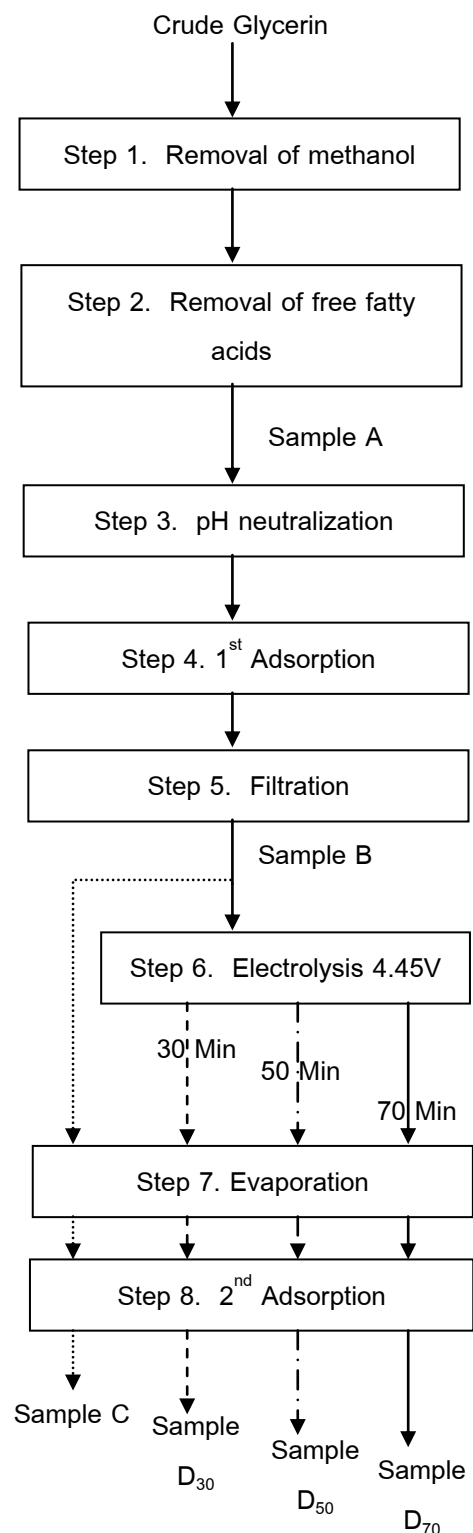 Crude Glycerin
Step 1. Removal of methanol
Step 2. Removal of free fatty
acids
Sample A
Step 3. pH neutralization
Step 4. 1st Adsorption
Step 5. Filtration
Sample B
Step 6. Electrolysis 4.45V
30 Min
50 Min
70 Min
Step 7. Evaporation
Step 8. 2nd Adsorption
Sample C
Sample
D30
Sample
D50
Sample
D70